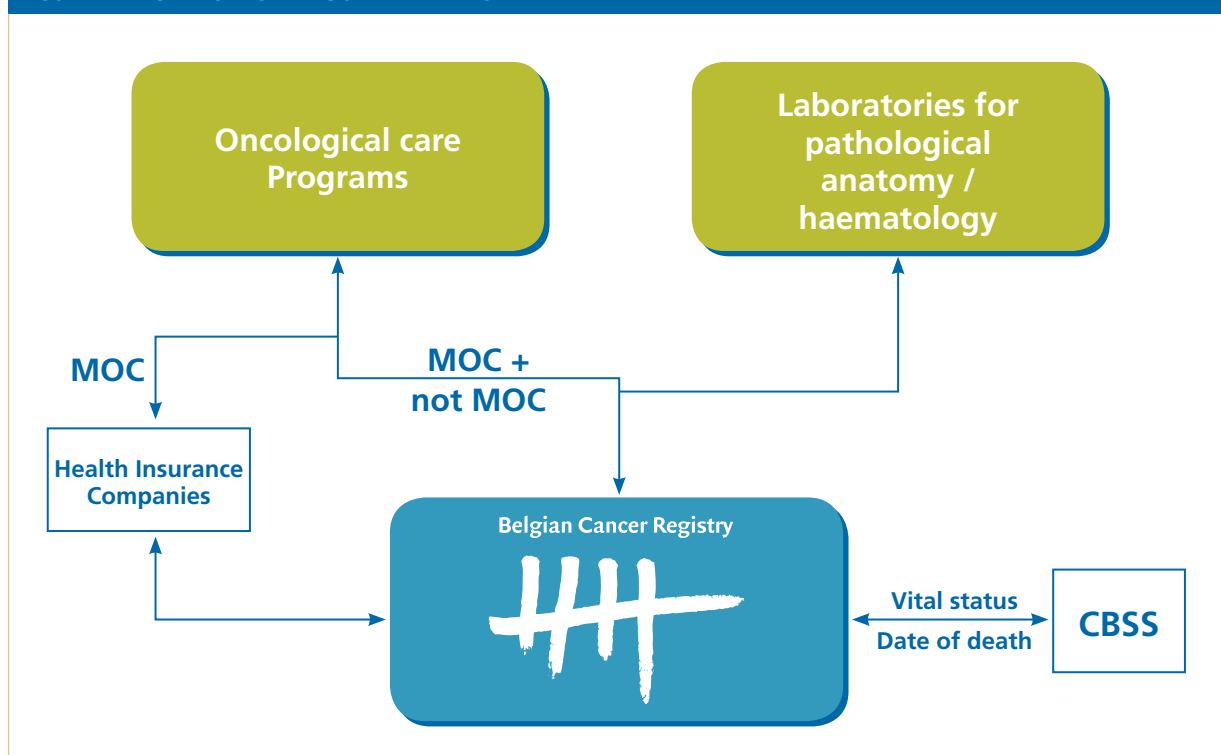 Oncological care
Programs
Laboratories for
pathological
anatomy /
haematology
MOC
MOC +
not MOC
Health Insurance
Companies
Belgian Cancer Registry
Vital status
Date of death
CBSS